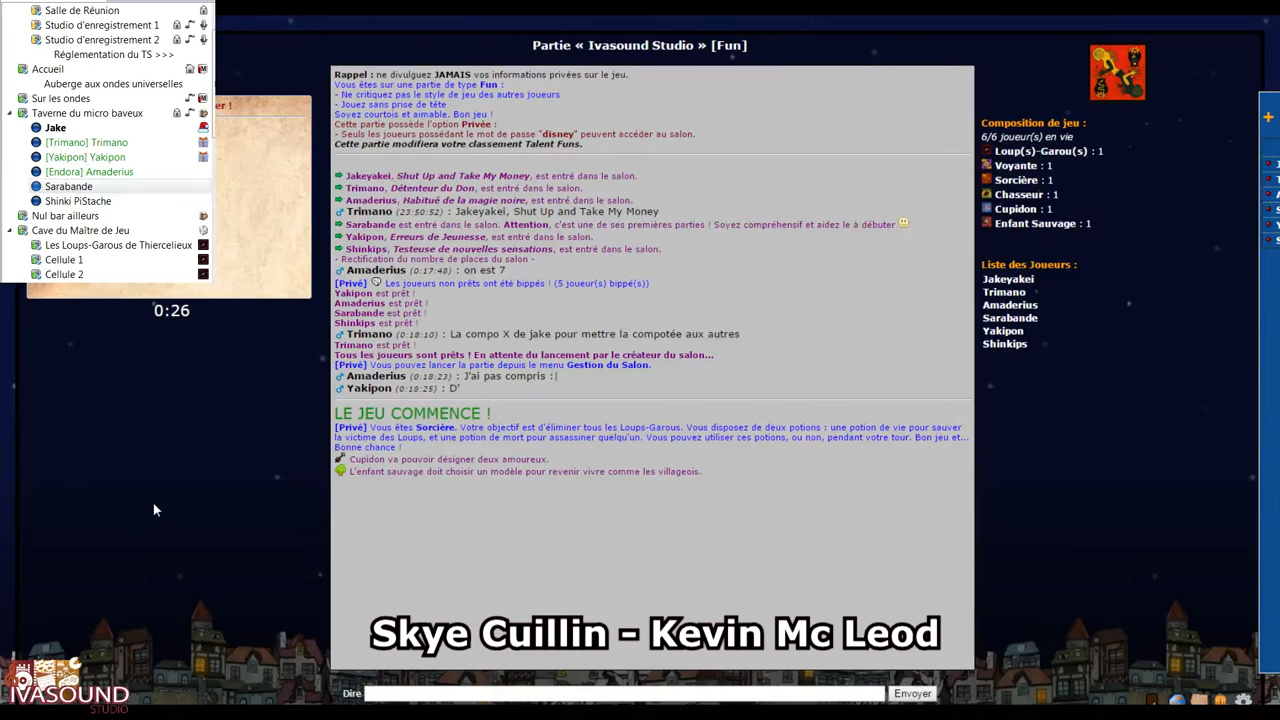 Salle de Réunion
Studio d'enregistrement 1
Studio d'enregistrement 2
Réglementation du TS >>>
Accueil
Auberge aux ondes universelles
Sur les ondes
Taverne du micro baveux
Jake
[Trimano] Trimano
[Yakipon] Yakipon
[Endora] Amaderius
Sarabande
Shinki PiStache
Nul bar ailleurs
Cave du Maître de Jeu
Les Loups-Garous de Thiercelieux
Cellule 1
Cellule 2
0:26
Partie « Ivasound Studio » [Fun]
Rappel : ne divulguez JAMAIS vos informations privées sur le jeu.
Vous êtes sur une partie de type Fun :
- Ne critiquez pas le style de jeu des autres joueurs
- Jouez sans prise de tête
Soyez courtois et aimable. Bon jeu !
Cette partie possède l'option Privée :
- Seuls les joueurs possédant le mot de passe "disney" peuvent accéder au salon.
Cette partie modifiera votre classement Talent Funs.
Jakeyakei, Shut Up and Take My Money, est entré dans le salon.
Trimano, Détenteur du Don, est entré dans le salon.
Amaderius, Habitué de la magie noire, est entré dans le salon.
Trimano (23:50:52) : Jakeyakei, Shut Up and Take My Money
Sarabande est entré dans le salon. Attention, c'est une de ses premières parties ! Soyez compréhensif et aidez le à débuter
Yakipon, Erreurs de Jeunesse, est entré dans le salon.
Shinkips, Testeuse de nouvelles sensations, est entré dans le salon.
- Rectification du nombre de places du salon -
Amaderius (0:17:48) : on est 7
[Privé] Les joueurs non prêts ont été bippés ! (5 joueur(s) bippé(s))
Yakipon est prêt !
Amaderius est prêt !
Sarabande est prêt !
Shinkips est prêt !
Trimano (0:18:10) : La compo X de jake pour mettre la compotée aux autres
Trimano est prêt !
Tous les joueurs sont prêts ! En attente du lancement par le créateur du salon...
[Privé] Vous pouvez lancer la partie depuis le menu Gestion du Salon.
Amaderius (0:18:23) : J'ai pas compris :|
Yakipon (0:18:25) : D'
LE JEU COMMENCE !
[Privé] Vous êtes Sorcière. Votre objectif est d'éliminer tous les Loups-Garous. Vous disposez de deux potions : une potion de vie pour sauver
la victime des Loups, et une potion de mort pour assassiner quelqu'un. Vous pouvez utiliser ces potions, ou non, pendant votre tour. Bon jeu et...
Bonne chance !
Cupidon va pouvoir désigner deux amoureux.
L'enfant sauvage doit choisir un modèle pour revenir vivre comme les villageois.
Skye Cuillin - Kevin Mc Leod
Dire
Envoyer
Composition de jeu :
6/6 joueur(s) en vie
Loup(s)-Garou(s) : 1
Voyante : 1
Sorcière : 1
Chasseur : 1
Cupidon : 1
Enfant Sauvage : 1
Liste des Joueurs :
Jakeyakei
Trimano
Amaderius
Sarabande
Yakipon
Shinkips
IVASOUND
STUDIO